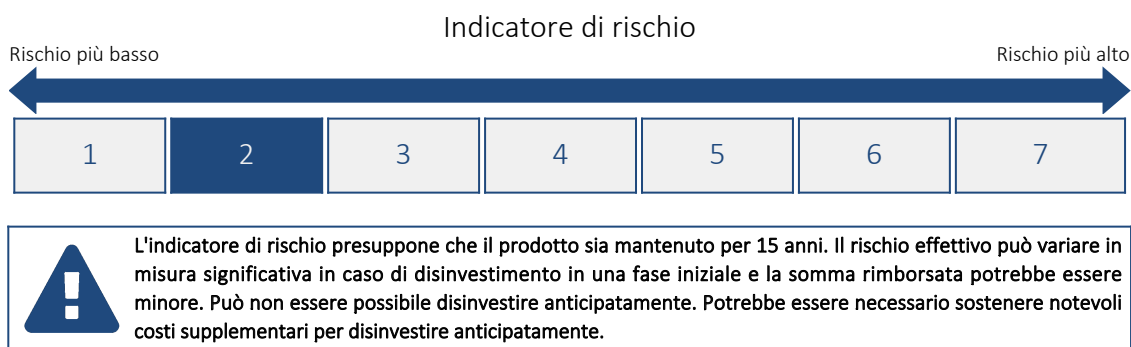 Indicatore di rischio
Rischio più basso
Rischio più alto
1 2 3 4 5 6 7
L'indicatore di rischio presuppone che il prodotto sia mantenuto per 15 anni. Il rischio effettivo può variare in
misura significativa in caso di disinvestimento in una fase iniziale e la somma rimborsata potrebbe essere
minore. Può non essere possibile disinvestire anticipatamente. Potrebbe essere necessario sostenere notevoli
costi supplementari per disinvestire anticipatamente.